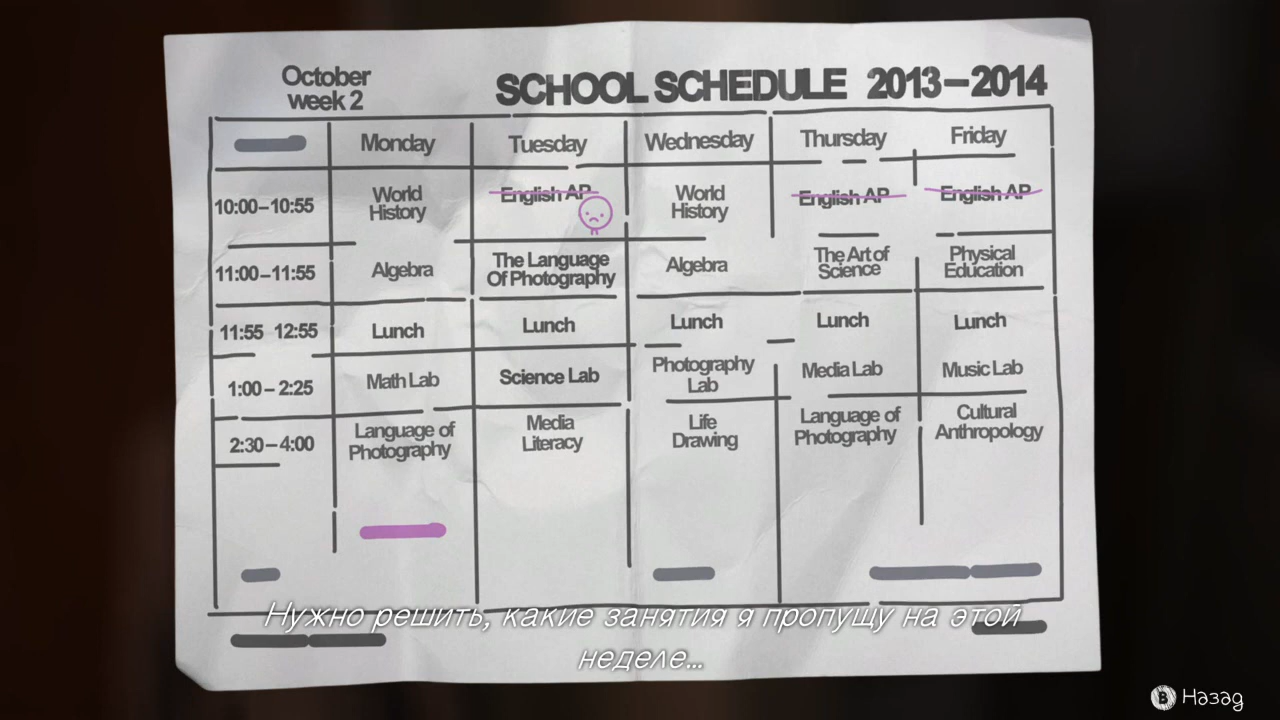 October
week 2
SCHOOL SCHEDULE 2013–2014
Monday
Tuesday
Wednesday
Thursday
Friday
10:00–10:55
World
History
English AP
World
History
English AP
English AP
11:00–11:55
Algebra
The Language
Of Photography
Algebra
The Art of
Science
Physical
Education
11:55 12:55
Lunch
Lunch
Lunch
Lunch
Lunch
1:00 – 2:25
Math Lab
Science Lab
Photography
Lab
Media Lab
Music Lab
2:30 – 4:00
Language of
Photography
Media
Literacy
Life
Drawing
Language of
Photography
Cultural
Anthropology
Нужно решить, какие занятия я пропущу на этой
неделе...
B Назад